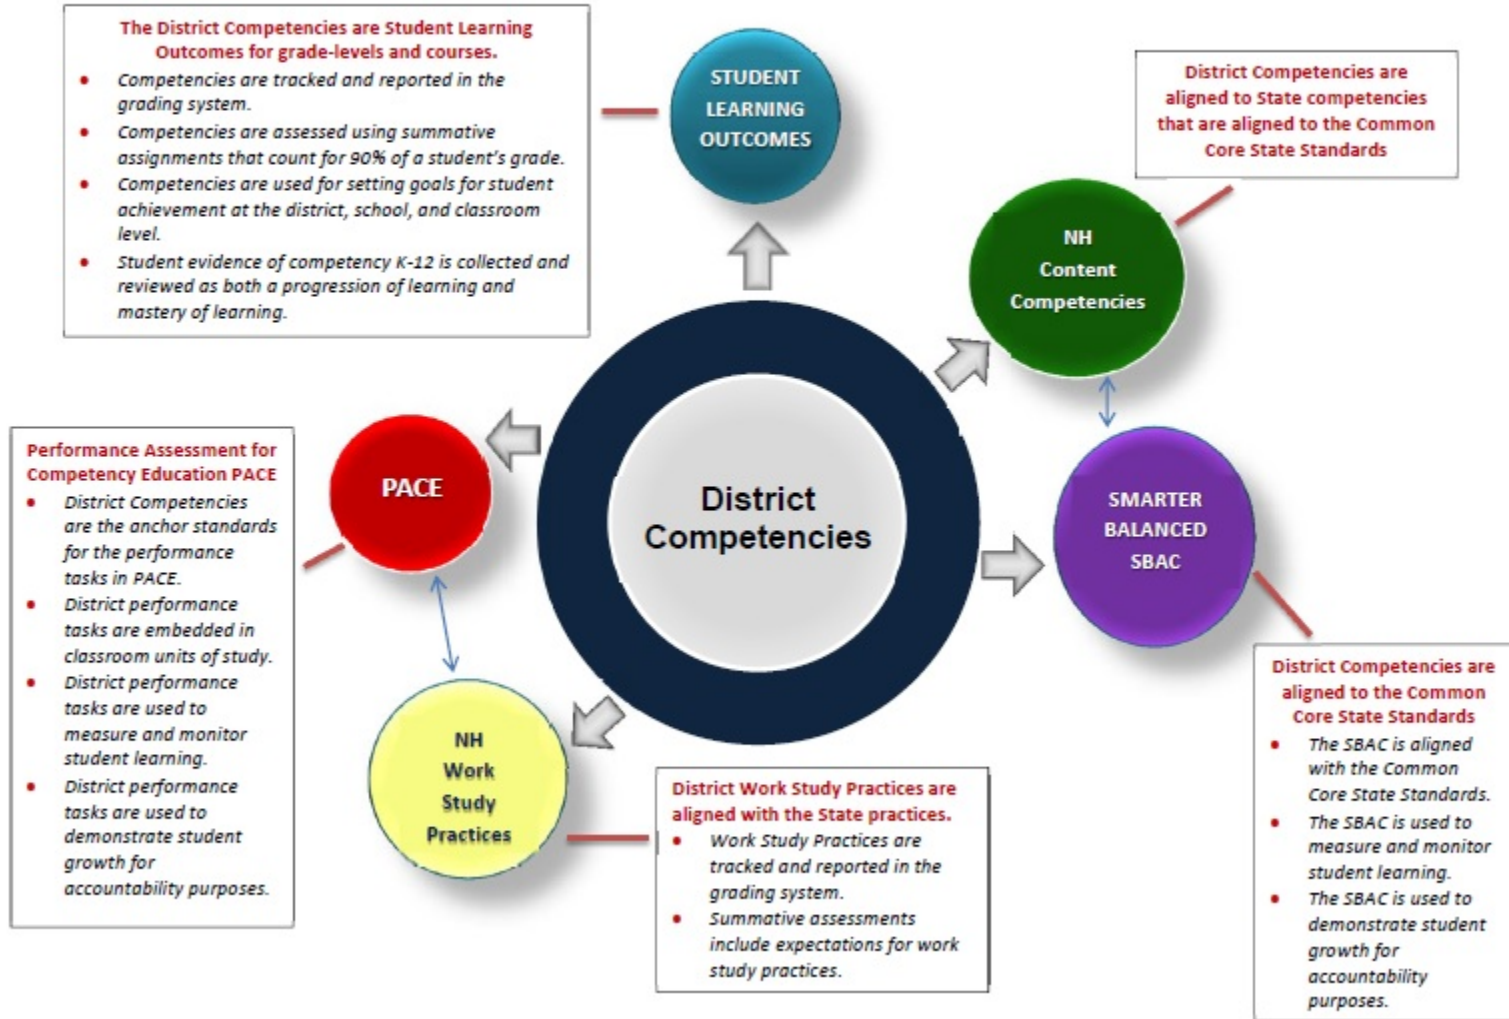 The District Competencies are Student Learning
Outcomes for grade-levels and courses.
• Competencies are tracked and reported in the
grading system.
• Competencies are assessed using summative
assignments that count for 90% of a student's grade.
• Competencies are used for setting goals for student
achievement at the district, school, and classroom
level.
• Student evidence of competency K-12 is collected and
reviewed as both a progression of learning and
mastery of learning.
STUDENT
LEARNING
OUTCOMES
District Competencies are
aligned to State competencies
that are aligned to the Common
Core State Standards
NH
Content
Competencies
Performance Assessment for
Competency Education PACE
• District Competencies
are the anchor standards
for the performance
tasks in PACE.
• District performance
tasks are embedded in
classroom units of study.
• District performance
tasks are used to
measure and monitor
student learning.
• District performance
tasks are used to
demonstrate student
growth for
accountability purposes.
PACE
District
Competencies
SMARTER
BALANCED
SBAC
NH
Work
Study
Practices
District Work Study Practices are
aligned with the State practices.
• Work Study Practices are
tracked and reported in the
grading system.
• Summative assessments
include expectations for work
study practices.
District Competencies are
aligned to the Common
Core State Standards
• The SBAC is aligned
with the Common
Core State Standards.
• The SBAC is used to
measure and monitor
student learning.
• The SBAC is used to
demonstrate student
growth for
accountability
purposes.